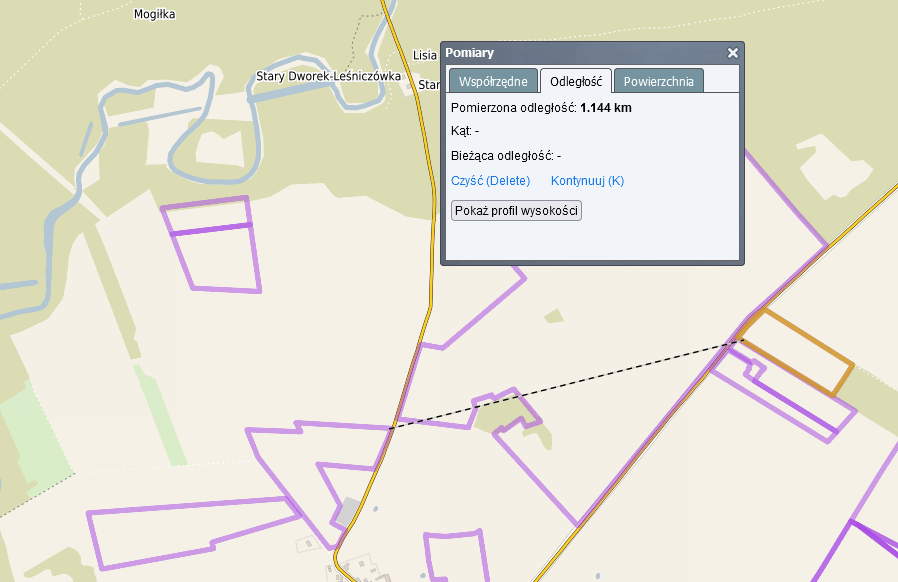 Mogiłka
Lisia
Stary Dworek-Leśniczówka
Star
Pomiary
Współrzędne
Odległość
Powierzchnia
Pomierzona odległość: 1.144 km
Kąt: -
Bieżąca odległość: -
Czyść (Delete) Kontynuuj (K)
Pokaż profil wysokości